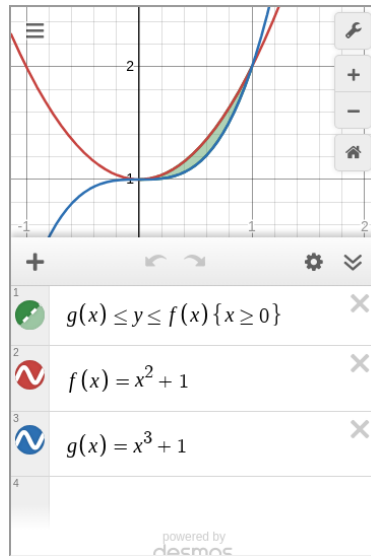 2
1
-1
1
2
1
g(x) ≤ y ≤ f(x) {x ≥ 0}
2
f(x) = x² + 1
3
g(x) = x³ + 1
4
powered by
desmos